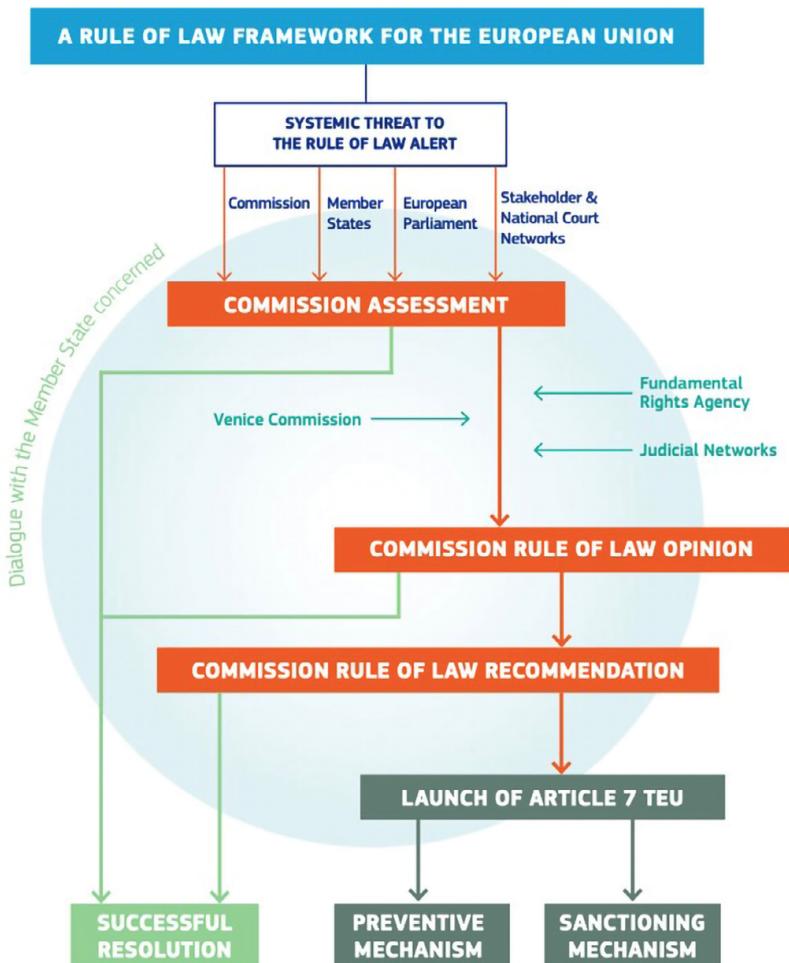 A RULE OF LAW FRAMEWORK FOR THE EUROPEAN UNION
SYSTEMIC THREAT TO
THE RULE OF LAW ALERT
Commission
Member
States
European
Parliament
Stakeholder &
National Court
Networks
Dialogue with the Member State concerned
COMMISSION ASSESSMENT
Fundamental
Rights Agency
Venice Commission
Judicial Networks
COMMISSION RULE OF LAW OPINION
COMMISSION RULE OF LAW RECOMMENDATION
LAUNCH OF ARTICLE 7 TEU
SUCCESSFUL
RESOLUTION
PREVENTIVE
MECHANISM
SANCTIONING
MECHANISM